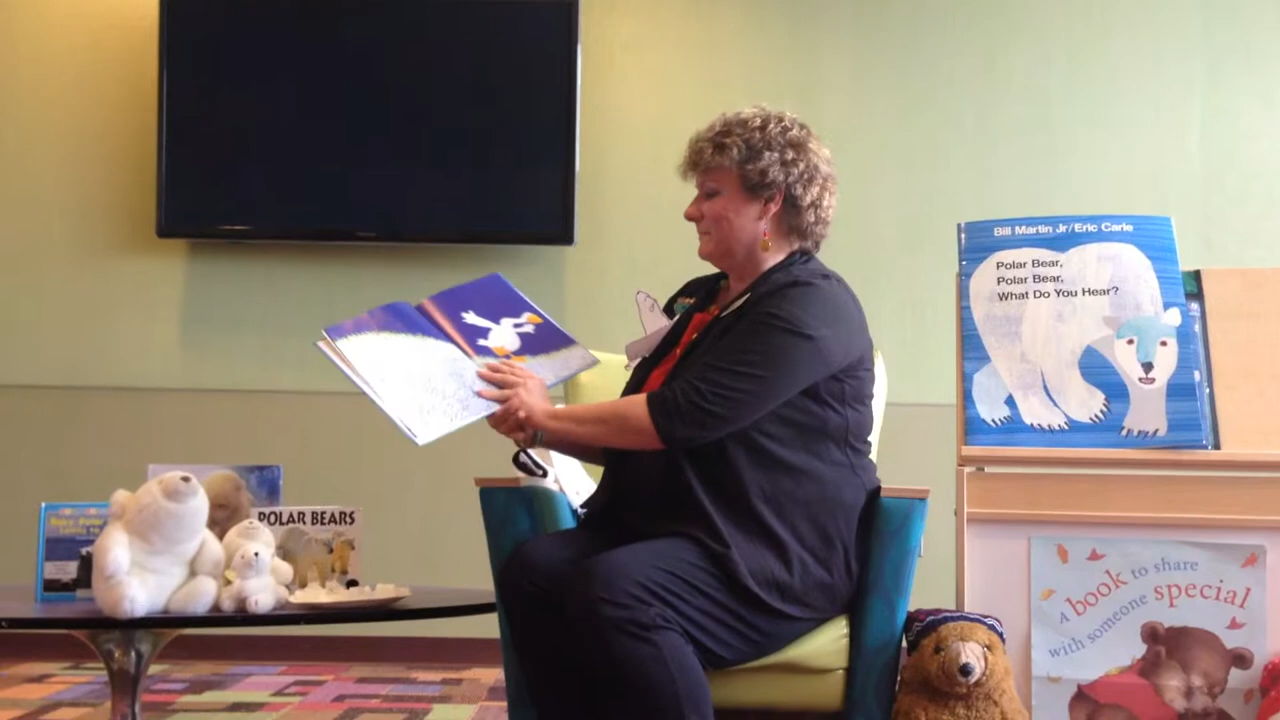 Bill Martin Jr/Eric Carle
Polar Bear,
Polar Bear,
What Do You Hear?
POLAR BEARS
A book to share
with someone special